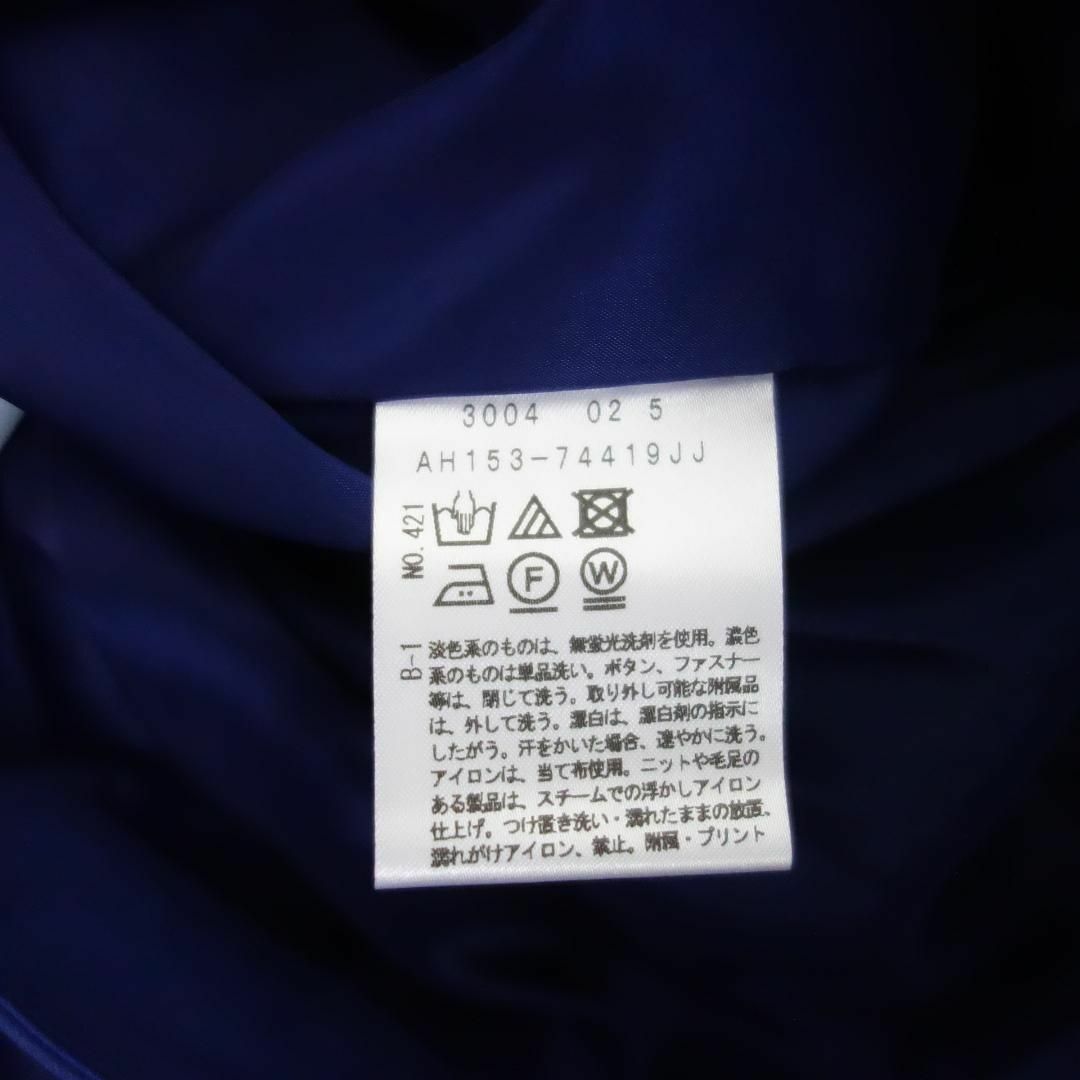 3004 02 5
AH153-74419JJ
NO.421
F W
B-1
淡色系のものは、無蛍光洗剤を使用。濃色
系のものは単品洗い。ボタン、ファスナー
等は、閉じて洗う。取り外し可能な附属品
は、外して洗う。漂白は、漂白剤の指示に
したがう。汗をかいた場合、速やかに洗う。
アイロンは、当て布使用。ニットや毛足の
ある製品は、スチームでの浮かしアイロン
仕上げ。つけ置き洗い・濡れたままの放置、
濡れがけアイロン、禁止。附属・プリント